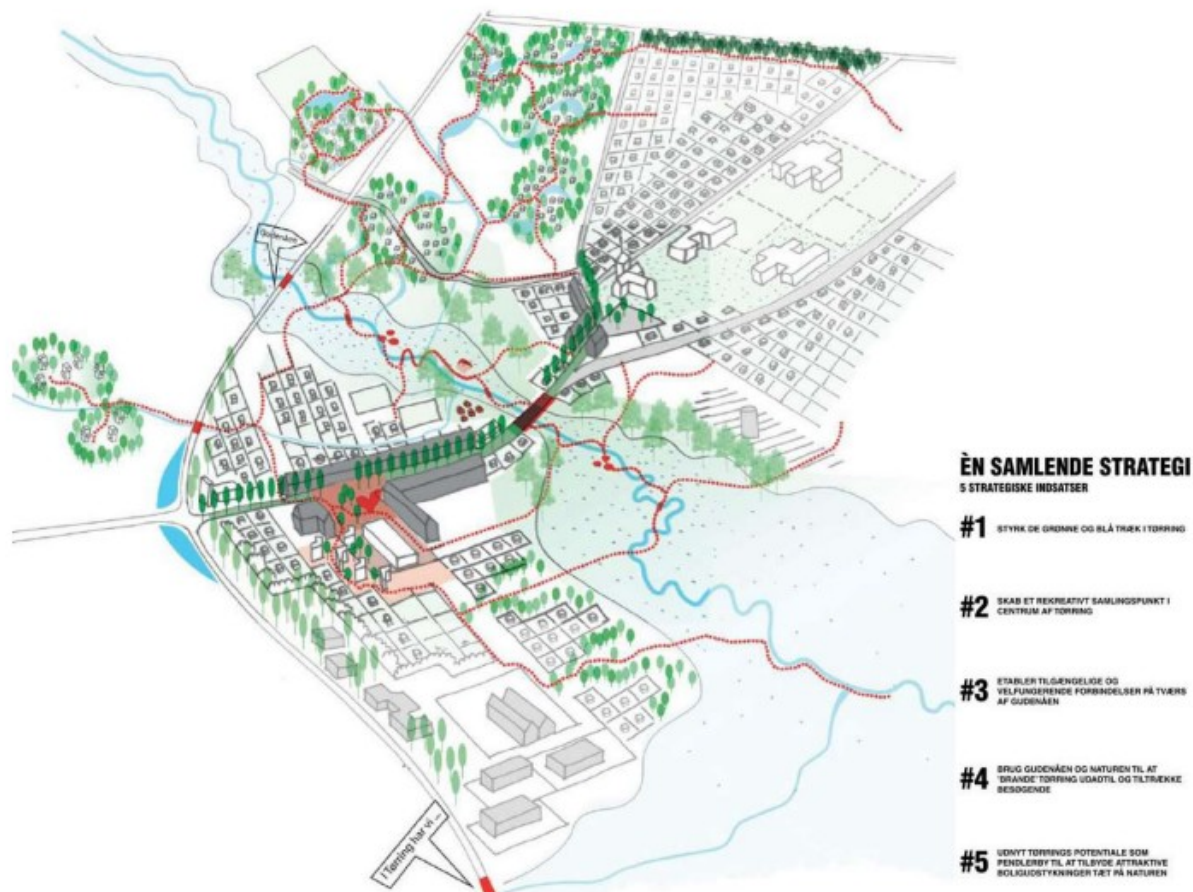 Gudenåen
I Tørring har vi ...
ÈN SAMLENDE STRATEGI
5 STRATEGISKE INDSATSER
#1 STYRK DE GRØNNE OG BLÅ TRÆK I TØRRING
#2 SKAB ET REKREATIVT SAMLINGSPUNKT I
CENTRUM AF TØRRING
#3 ETABLER TILGÆNGELIGE OG
VELFUNGERENDE FORBINDELSER PÅ TVÆRS
AF GUDENÅEN
#4 BRUG GUDENÅEN OG NATUREN TIL AT
'BRANDE' TØRRING UDADTIL OG TILTRÆKKE
BESØGENDE
#5 UDNYT TØRRINGS POTENTIALE SOM
PENDLERBY TIL AT TILBYDE ATTRAKTIVE
BOLIGUDSTYKNINGER TÆT PÅ NATUREN